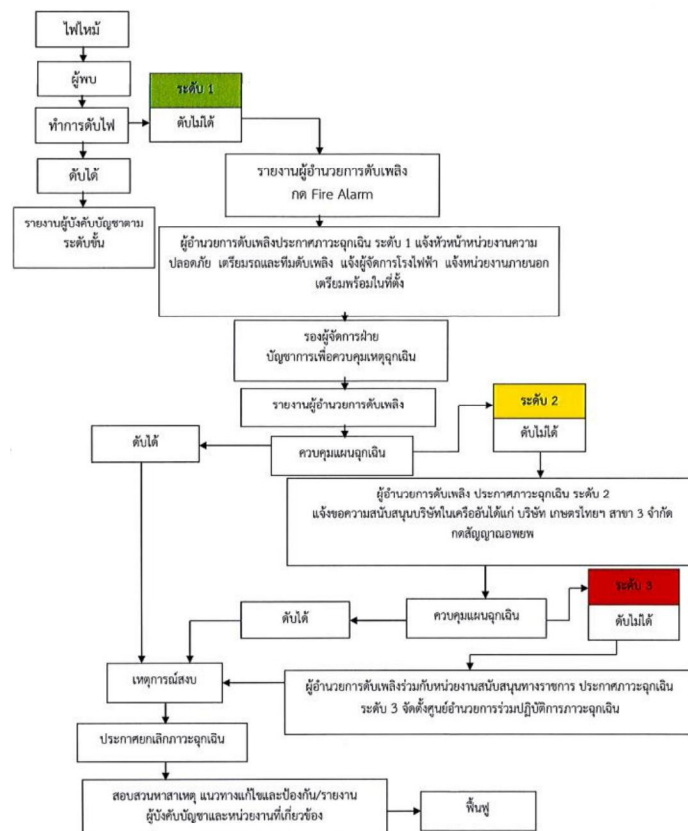 ไฟไหม้
ผู้พบ
ระดับ 1
ทำการดับไฟ
ดับไม่ได้
ดับได้
รายงานผู้อำนวยการดับเพลิง
กด Fire Alarm
รายงานผู้บังคับบัญชาตาม
ระดับขั้น
ผู้อำนวยการดับเพลิงประกาศภาวะฉุกเฉิน ระดับ 1 แจ้งหัวหน้าหน่วยงานความ
ปลอดภัย เตรียมรถและทีมดับเพลิง แจ้งผู้จัดการโรงไฟฟ้า แจ้งหน่วยงานภายนอก
เตรียมพร้อมในที่ตั้ง
รองผู้จัดการฝ่าย
บัญชาการเพื่อควบคุมเหตุฉุกเฉิน
รายงานผู้อำนวยการดับเพลิง
ระดับ 2
ดับไม่ได้
ดับได้
ควบคุมแผนฉุกเฉิน
ผู้อำนวยการดับเพลิง ประกาศภาวะฉุกเฉิน ระดับ 2
แจ้งขอความสนับสนุนบริษัทในเครืออันได้แก่ บริษัท เกษตรไทยฯ สาขา 3 จำกัด
กดสัญญาณอพยพ
ระดับ 3
ดับไม่ได้
ดับได้
ควบคุมแผนฉุกเฉิน
เหตุการณ์สงบ
ผู้อำนวยการดับเพลิงร่วมกับหน่วยงานสนับสนุนทางราชการ ประกาศภาวะฉุกเฉิน
ระดับ 3 จัดตั้งศูนย์อำนวยการร่วมปฏิบัติการภาวะฉุกเฉิน
ประกาศยกเลิกภาวะฉุกเฉิน
สอบสวนหาสาเหตุ แนวทางแก้ไขและป้องกัน/รายงาน
ผู้บังคับบัญชาและหน่วยงานที่เกี่ยวข้อง
ฟื้นฟู